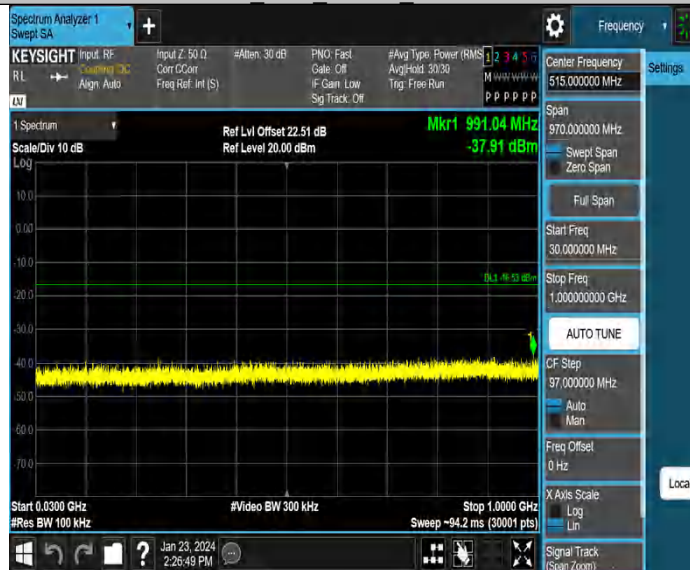 Spectrum Analyzer 1
Swept SA
+
Frequency
KEYSIGHT
Input: RF
Coupling: DC
Align: Auto
Input Z: 50 Ω
Corr CCorr
Freq Ref: Int (S)
#Atten: 30 dB
PNO: Fast
Gate: Off
IF Gain: Low
Sig Track: Off
#Avg Type: Power (RMS
Avg|Hold: 30/30
Trig: Free Run
1 2 3 4 5 6
M w w w w w
P P P P P P
RL
LXI
1 Spectrum
Scale/Div 10 dB
Log
Ref Lvl Offset 22.51 dB
Ref Level 20.00 dBm
Mkr1 991.04 MHz
-37.91 dBm
10.0
0.00
-10.0
-20.0
-30.0
-40.0
-50.0
-60.0
-70.0
1
Start 0.0300 GHz
#Res BW 100 kHz
#Video BW 300 kHz
Stop 1.0000 GHz
Sweep ~94.2 ms (30001 pts)
Jan 23, 2024
2:26:49 PM
?
Center Frequency
515.000000 MHz
Settings
Span
970.000000 MHz
Swept Span
Zero Span
Full Span
Start Freq
30.000000 MHz
Stop Freq
1.000000000 GHz
AUTO TUNE
CF Step
97.000000 MHz
Auto
Man
Freq Offset
0 Hz
X Axis Scale
Log
Lin
Loca
Signal Track
(Span Zoom)